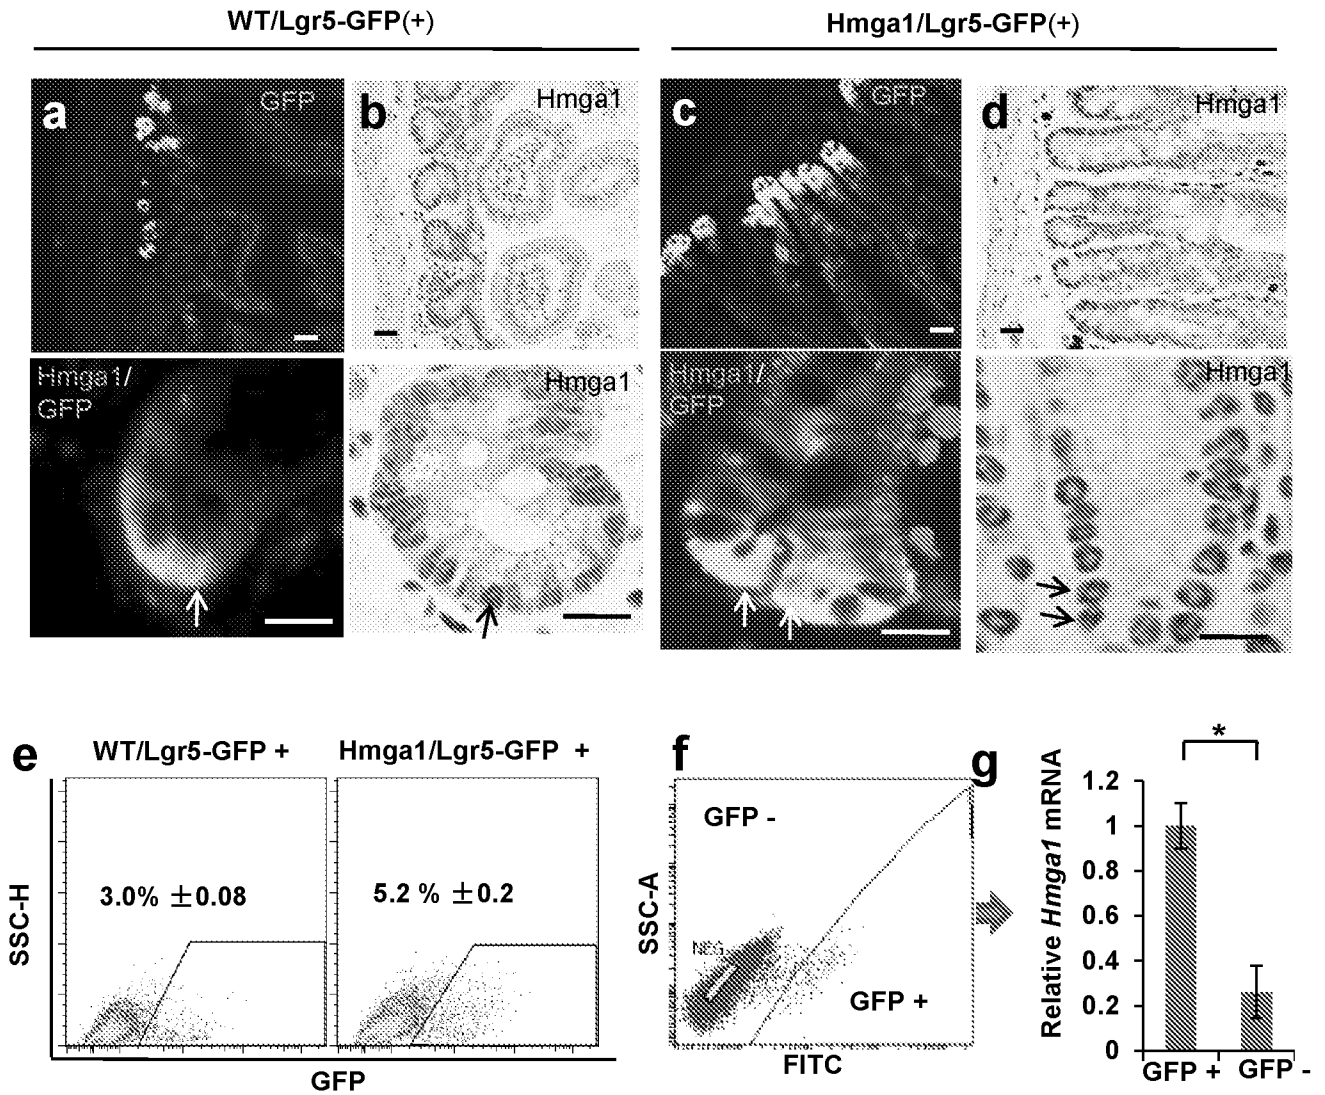 WT/Lgr5-GFP(+)
Hmga1/Lgr5-GFP(+)
a
GFP
b
Hmga1
c
GFP
d
Hmga1
Hmga1/
GFP
Hmga1
Hmga1/
GFP
Hmga1
e
WT/Lgr5-GFP +
Hmga1/Lgr5-GFP +
SSC-H
3.0% ±0.08
5.2 % ±0.2
GFP
f
GFP -
SSC-A
NEG
GFP +
FITC
g
*
Relative Hmga1 mRNA
1.2
1
0.8
0.6
0.4
0.2
0
GFP +
GFP -